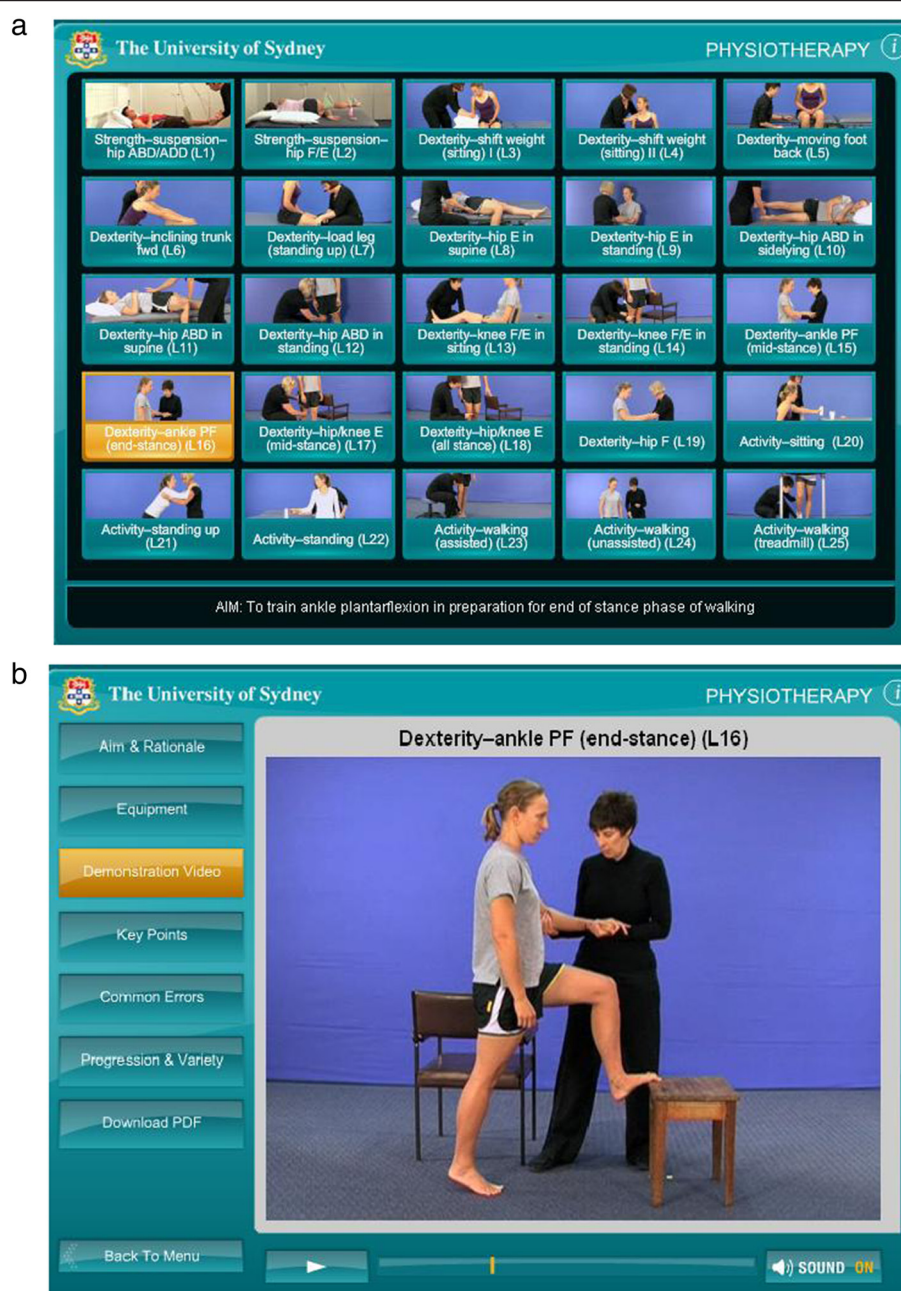 a
The University of Sydney
PHYSIOTHERAPY i
Strength–suspension–
hip ABD/ADD (L1)
Strength–suspension–
hip F/E (L2)
Dexterity–shift weight
(sitting) I (L3)
Dexterity–shift weight
(sitting) II (L4)
Dexterity–moving foot
back (L5)
Dexterity–inclining trunk
fwd (L6)
Dexterity–load leg
(standing up) (L7)
Dexterity–hip E in
supine (L8)
Dexterity-hip E in
standing (L9)
Dexterity–hip ABD in
sidelying (L10)
Dexterity–hip ABD in
supine (L11)
Dexterity–hip ABD in
standing (L12)
Dexterity–knee F/E in
sitting (L13)
Dexterity–knee F/E in
standing (L14)
Dexterity–ankle PF
(mid-stance) (L15)
Dexterity–ankle PF
(end-stance) (L16)
Dexterity–hip/knee E
(mid-stance) (L17)
Dexterity–hip/knee E
(all stance) (L18)
Dexterity–hip F (L19)
Activity–sitting (L20)
Activity–standing up
(L21)
Activity–standing (L22)
Activity–walking
(assisted) (L23)
Activity–walking
(unassisted) (L24)
Activity–walking
(treadmill) (L25)
AIM: To train ankle plantarflexion in preparation for end of stance phase of walking
b
The University of Sydney
PHYSIOTHERAPY i
Aim & Rationale
Equipment
Demonstration Video
Key Points
Common Errors
Progression & Variety
Download PDF
Back To Menu
Dexterity–ankle PF (end-stance) (L16)
SOUND ON